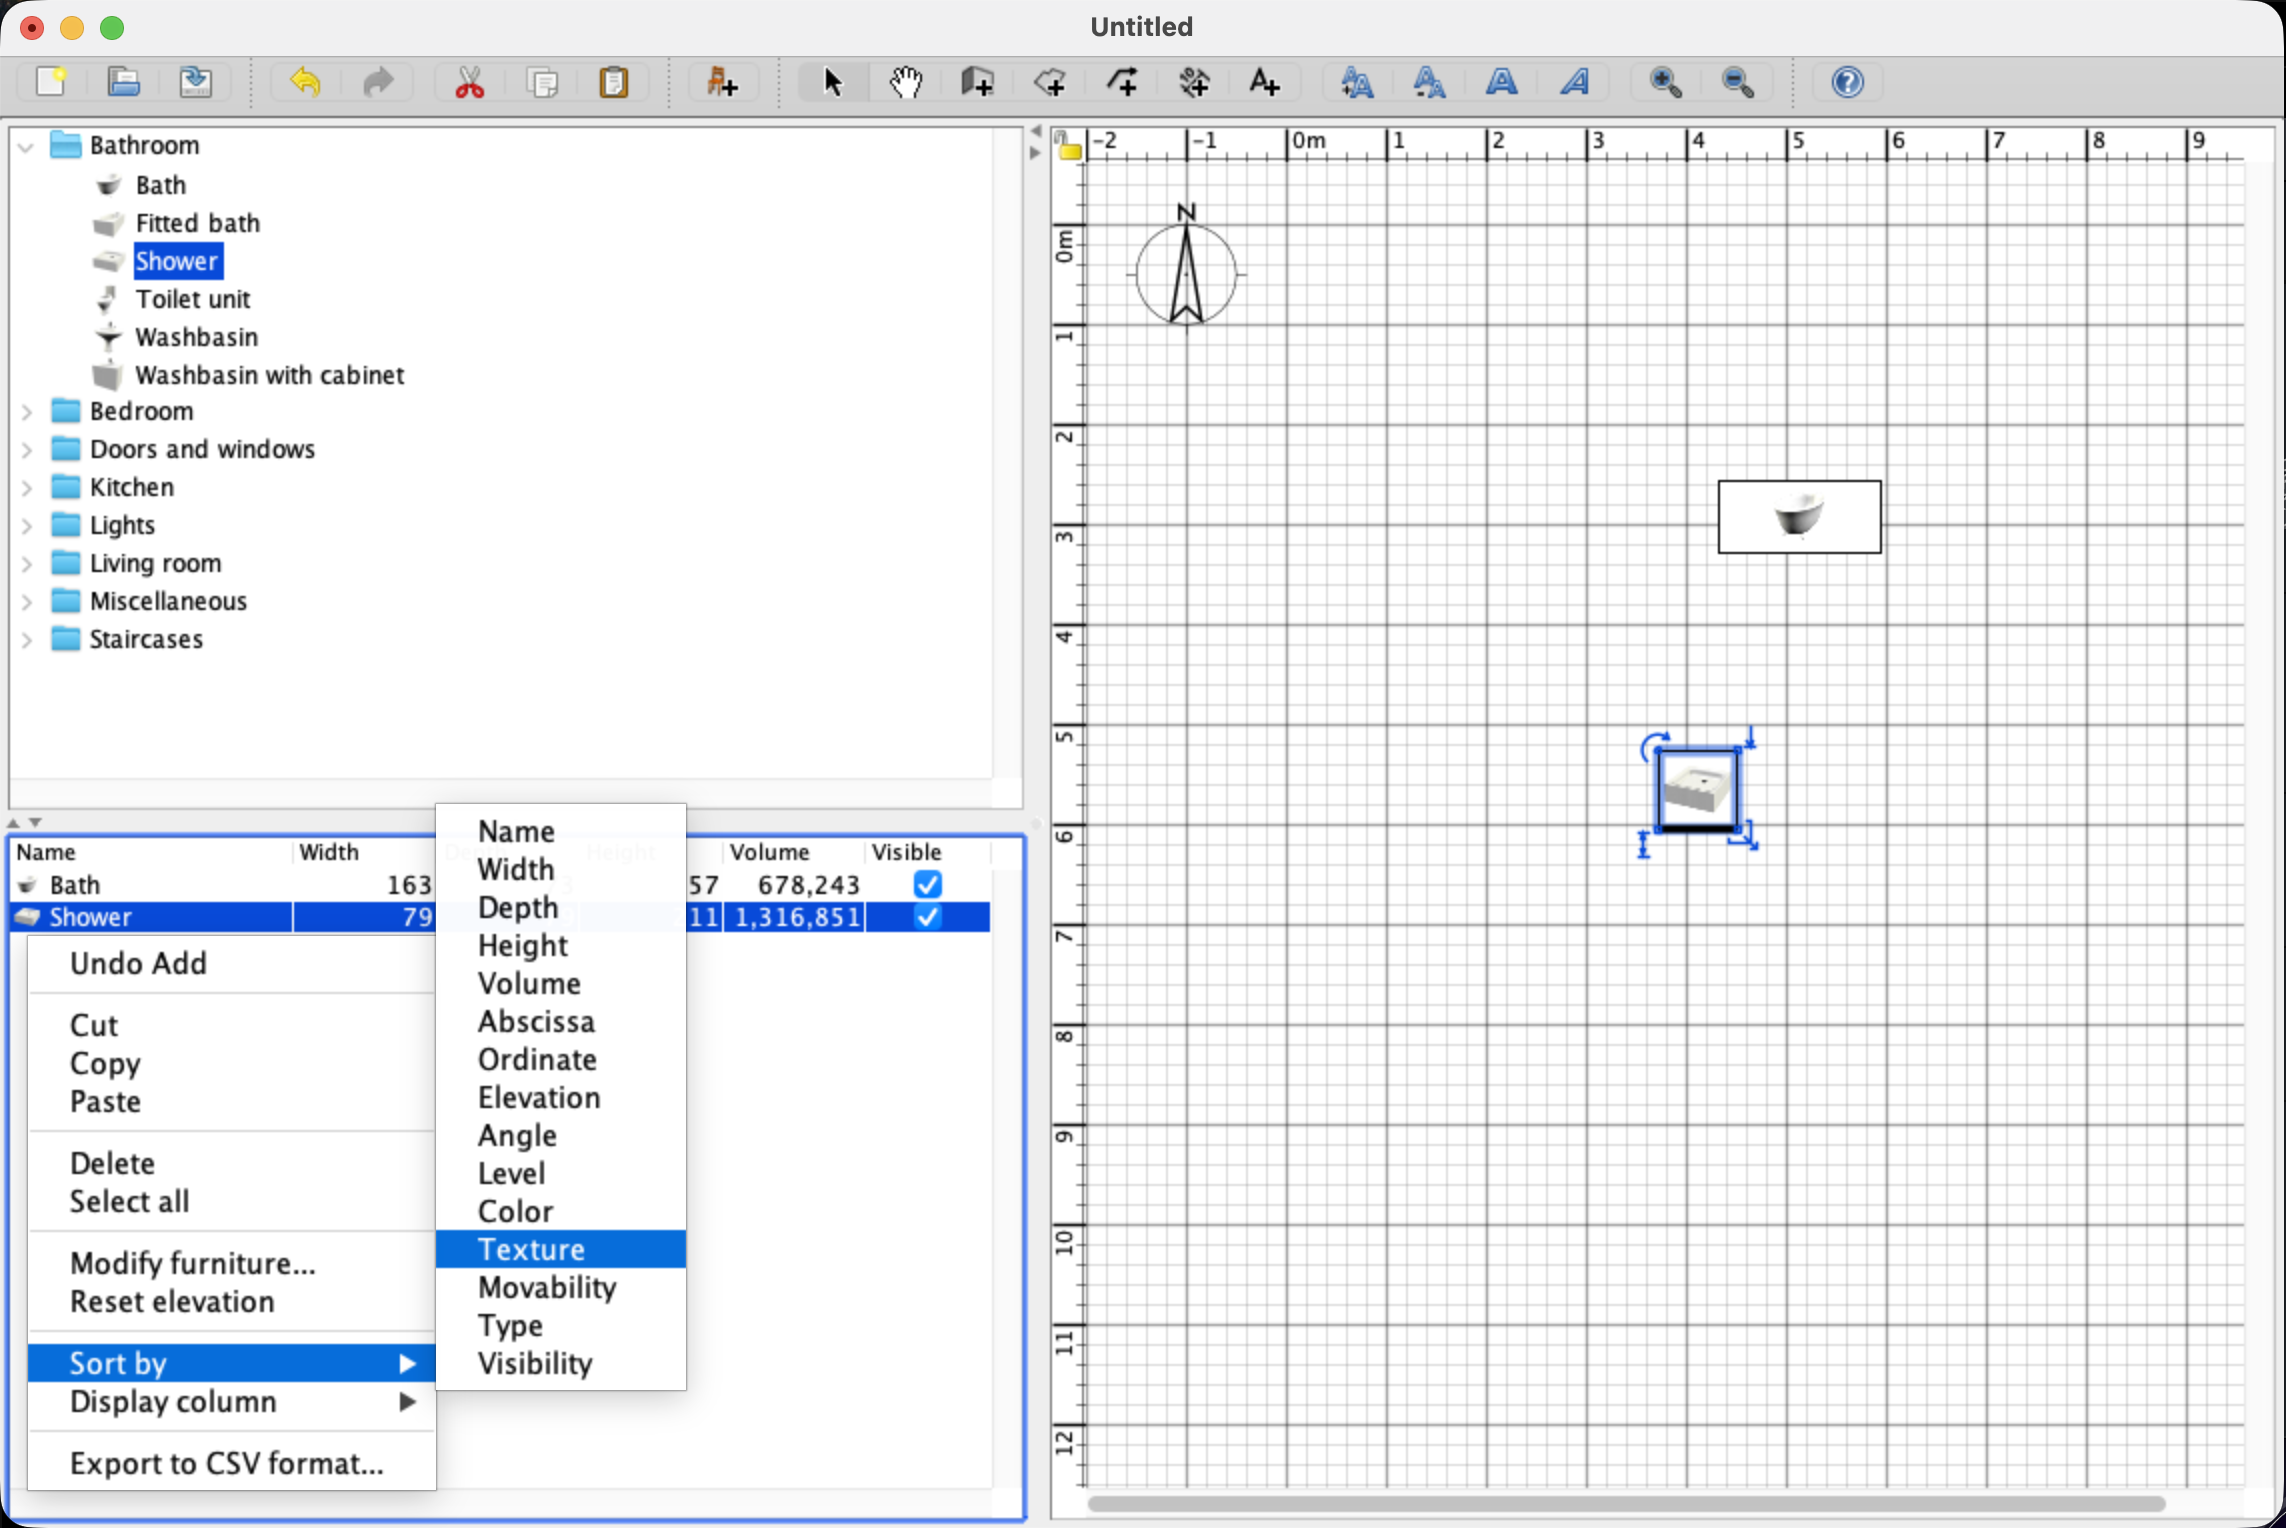 Untitled
Bathroom
Bath
Fitted bath
Shower
Toilet unit
Washbasin
Washbasin with cabinet
Bedroom
Doors and windows
Kitchen
Lights
Living room
Miscellaneous
Staircases
Name Width Depth Height Volume Visible
Bath 163 3 57 678,243
Shower 79 11 1,316,851
Undo Add
Cut
Copy
Paste
Delete
Select all
Modify furniture...
Reset elevation
Sort by
Display column
Export to CSV format...
Name
Width
Depth
Height
Volume
Abscissa
Ordinate
Elevation
Angle
Level
Color
Texture
Movability
Type
Visibility
-2 -1 0m 1 2 3 4 5 6 7 8 9
N
0m
1
2
3
4
5
6
7
8
9
10
11
12